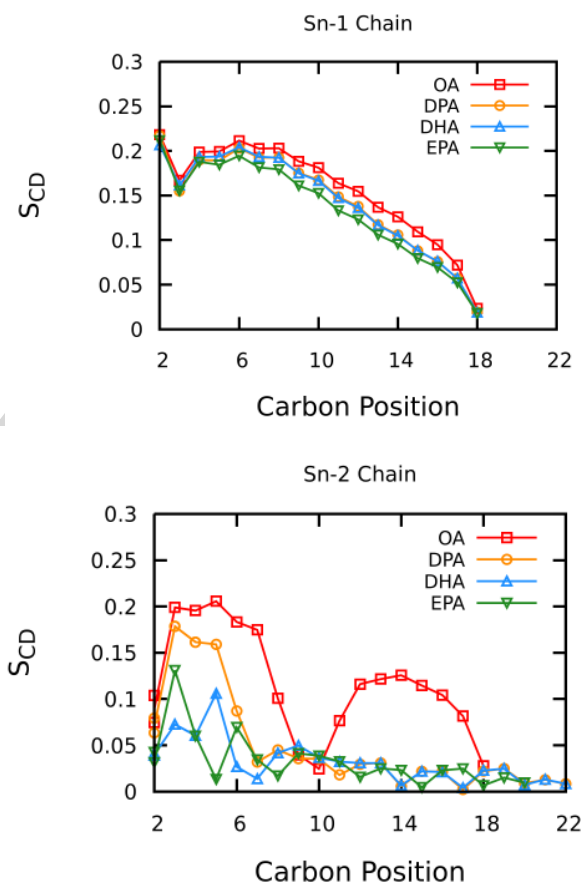 Sn-1 Chain
0.3
0.25
0.2
0.15
0.1
0.05
0
S_CD
OA
DPA
DHA
EPA
2 6 10 14 18 22
Carbon Position
Sn-2 Chain
0.3
0.25
0.2
0.15
0.1
0.05
0
S_CD
OA
DPA
DHA
EPA
2 6 10 14 18 22
Carbon Position